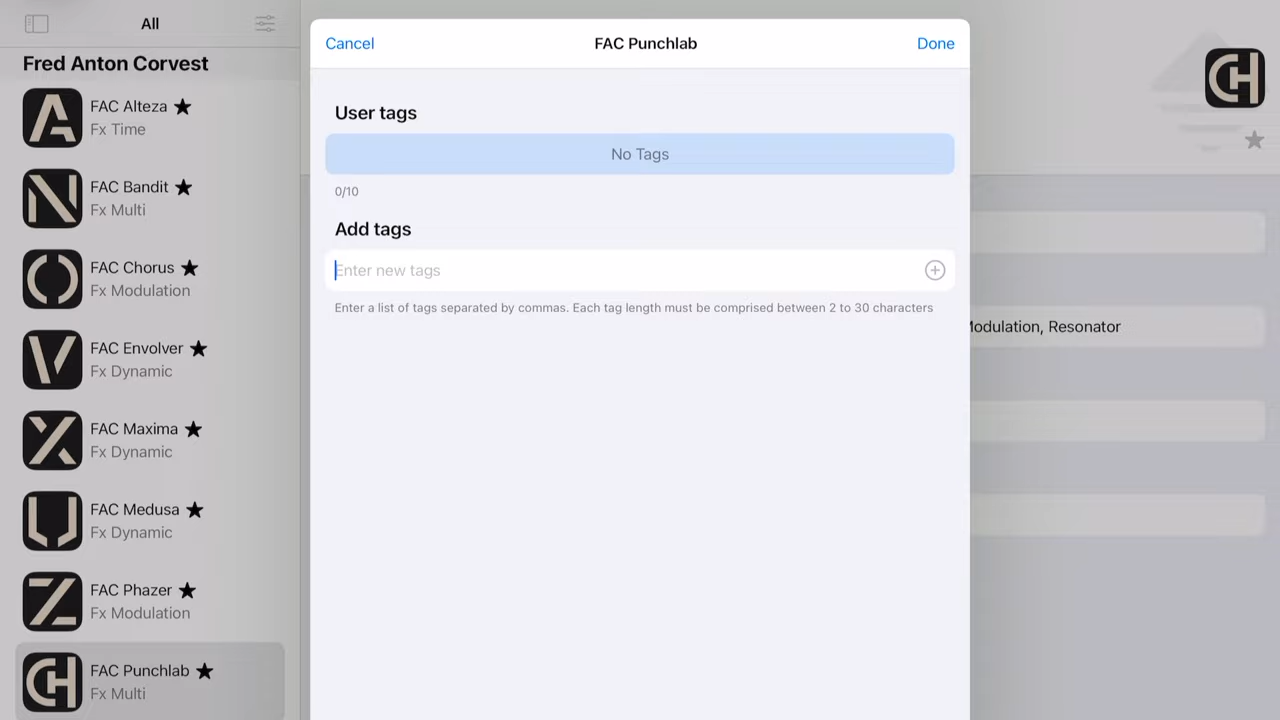 All
Fred Anton Corvest
FAC Alteza ★
Fx Time
FAC Bandit ★
Fx Multi
FAC Chorus ★
Fx Modulation
FAC Envolver ★
Fx Dynamic
FAC Maxima ★
Fx Dynamic
FAC Medusa ★
Fx Dynamic
FAC Phazer ★
Fx Modulation
FAC Punchlab ★
Fx Multi
Cancel
FAC Punchlab
Done
User tags
No Tags
0/10
Add tags
Enter new tags
Enter a list of tags separated by commas. Each tag length must be comprised between 2 to 30 characters
Modulation, Resonator